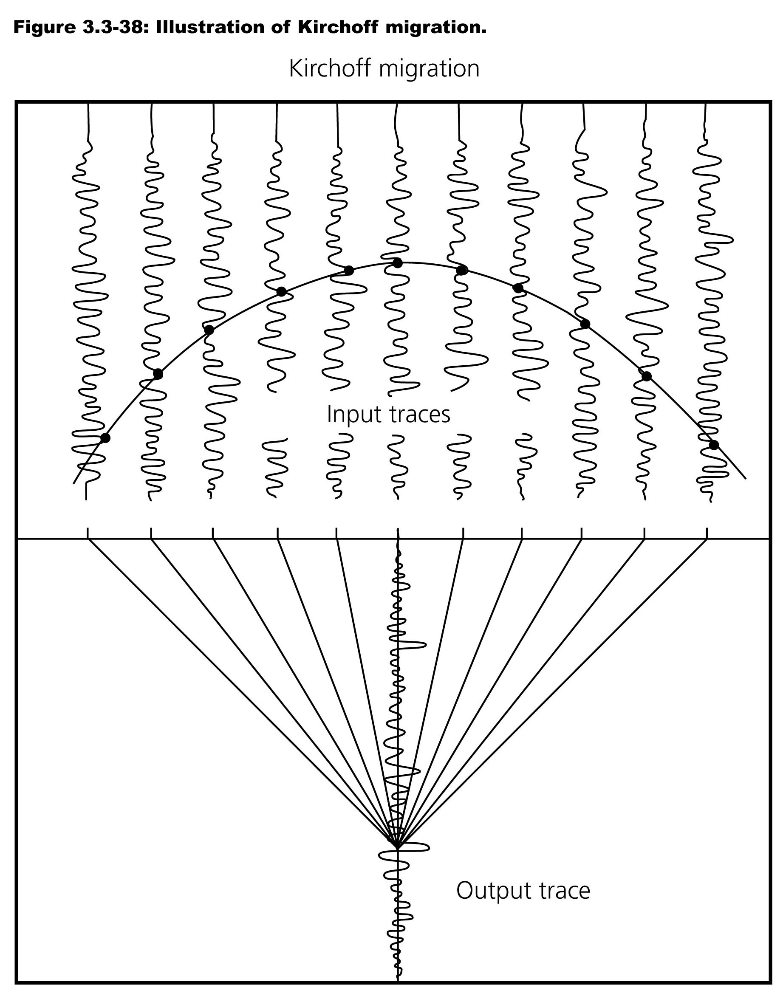 Figure 3.3-38: Illustration of Kirchoff migration.
Kirchoff migration
Input traces
Output trace